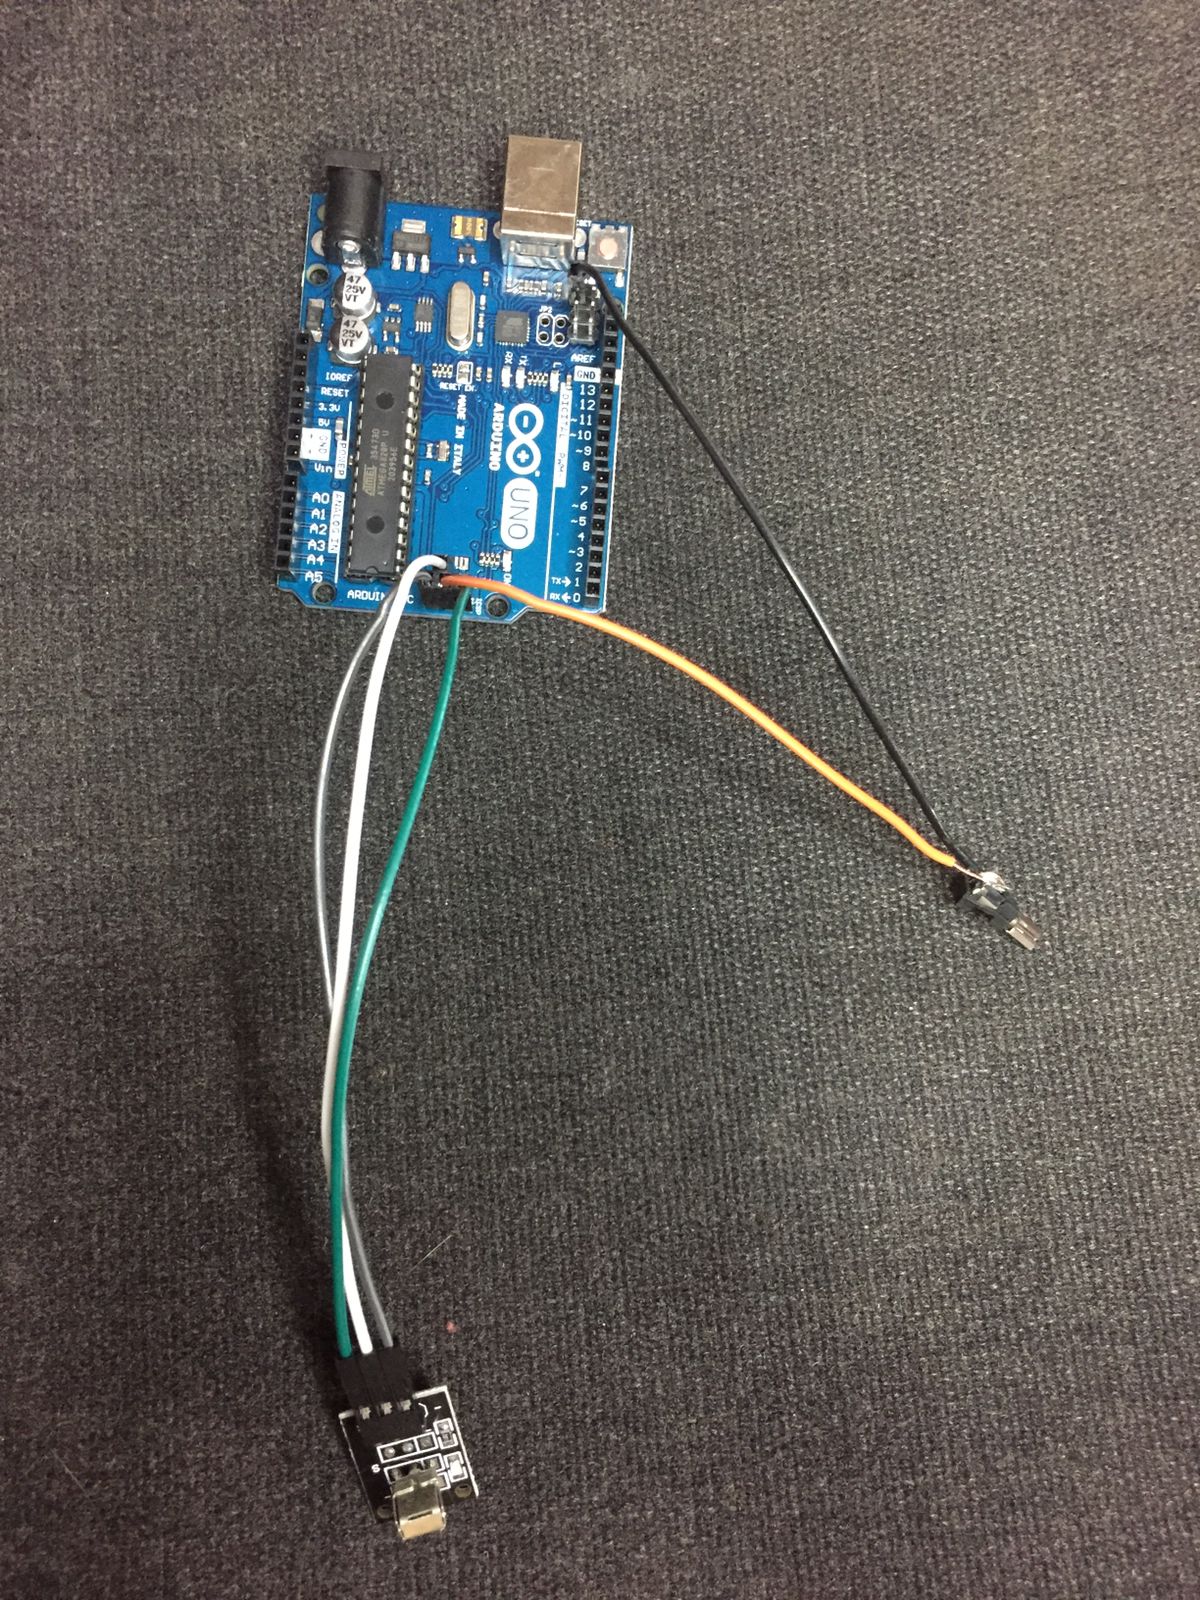 47
25V
VT
47
25V
VT
JP2
RX
TX
L
RESET EN.
AREF
GND
13
12
~11
~10
~9
8
7
~6
~5
4
~3
2
TX→ 1
RX← 0
IOREF
RESET
3.3V
5V
GND
Vin
POWER
A0
A1
A2
A3
A4
A5
ANALOG IN
MADE IN ITALY
ARDUINO
UNO
ICSP
S
-